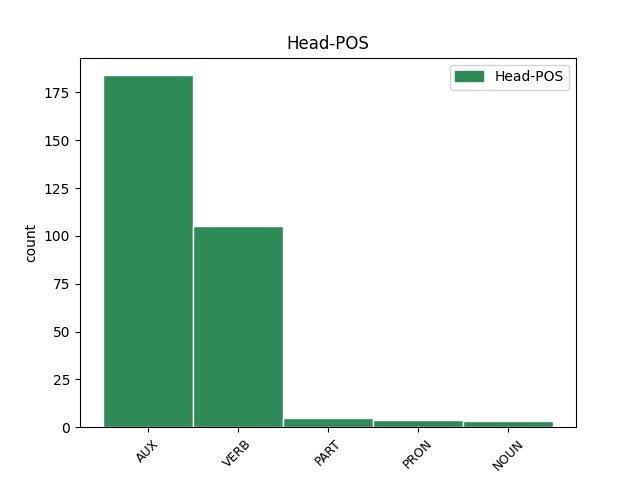 Head-POS
Head-POS
count
175
150
125
100
75
50
25
0
AUX
VERB
PART
PRON
NOUN